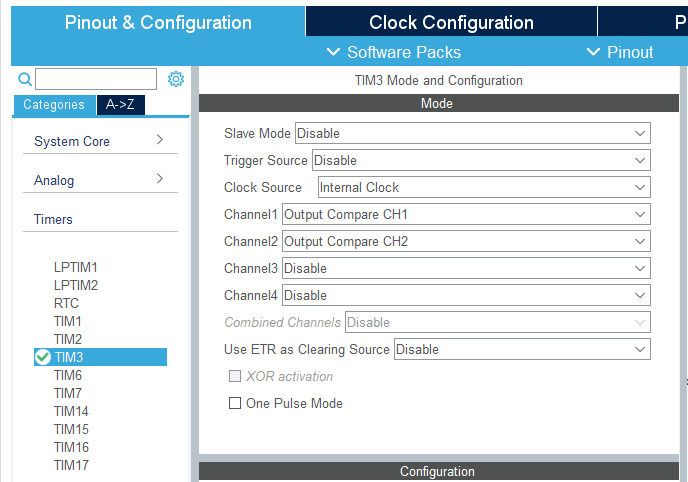 Pinout & Configuration
Clock Configuration
P
Software Packs
Pinout
Categories
A->Z
System Core
Analog
Timers
LPTIM1
LPTIM2
RTC
TIM1
TIM2
TIM3
TIM6
TIM7
TIM14
TIM15
TIM16
TIM17
TIM3 Mode and Configuration
Mode
Slave Mode Disable
Trigger Source Disable
Clock Source Internal Clock
Channel1 Output Compare CH1
Channel2 Output Compare CH2
Channel3 Disable
Channel4 Disable
Combined Channels Disable
Use ETR as Clearing Source Disable
XOR activation
One Pulse Mode
Configuration